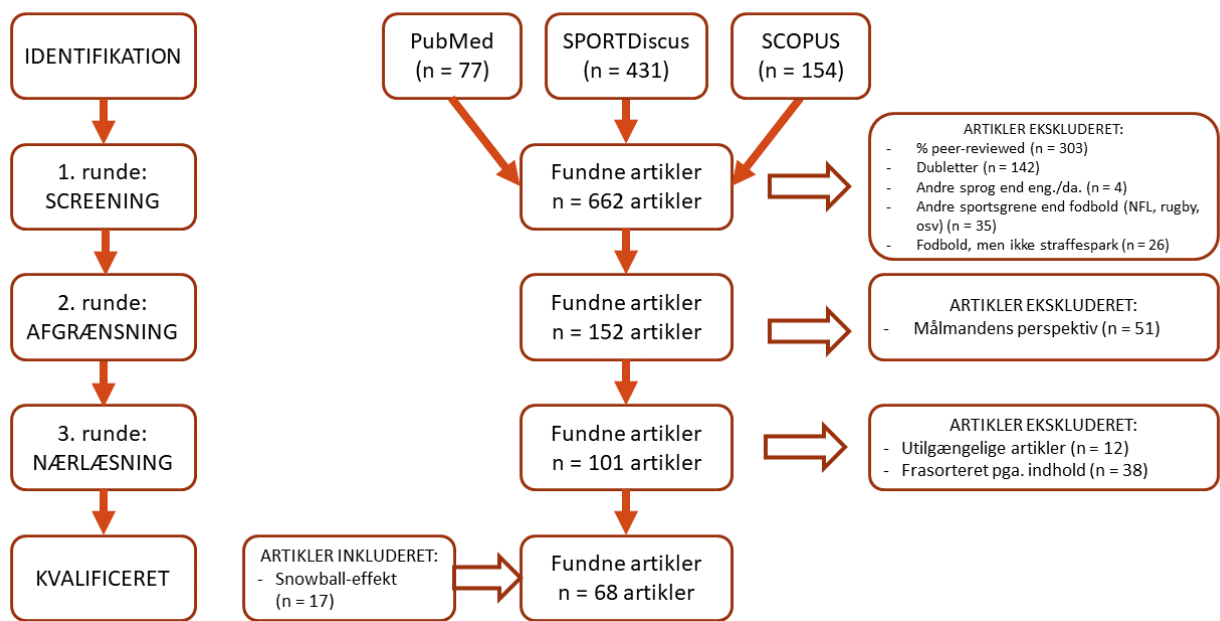 IDENTIFIKATION
PubMed
(n = 77)
SPORTDiscus
(n = 431)
SCOPUS
(n = 154)
1. runde:
SCREENING
Fundne artikler
n = 662 artikler
ARTIKLER EKSKLUDERET:
- % peer-reviewed (n = 303)
- Dubletter (n = 142)
- Andre sprog end eng./da. (n = 4)
- Andre sportsgrene end fodbold (NFL, rugby,
osv) (n = 35)
- Fodbold, men ikke straffespark (n = 26)
2. runde:
AFGRÆNSNING
Fundne artikler
n = 152 artikler
ARTIKLER EKSKLUDERET:
- Målmandens perspektiv (n = 51)
3. runde:
NÆRLÆSNING
Fundne artikler
n = 101 artikler
ARTIKLER EKSKLUDERET:
- Utilgængelige artikler (n = 12)
- Frasorteret pga. indhold (n = 38)
KVALIFICERET
ARTIKLER INKLUDERET:
- Snowball-effekt
(n = 17)
Fundne artikler
n = 68 artikler